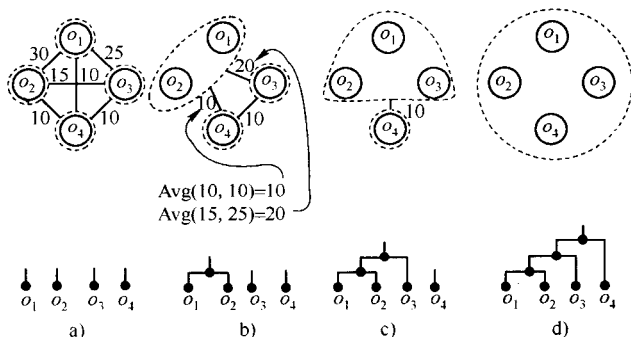 o₁
30 25
o₂ 15 10 o₃
10 10
o₄
o₁
20
o₂ o₃
10 10
o₄
Avg(10, 10)=10
Avg(15, 25)=20
o₁
o₂ o₃
10
o₄
o₁
o₂ o₃
o₄
o₁ o₂ o₃ o₄
a)
o₁ o₂ o₃ o₄
b)
o₁ o₂ o₃ o₄
c)
o₁ o₂ o₃ o₄
d)